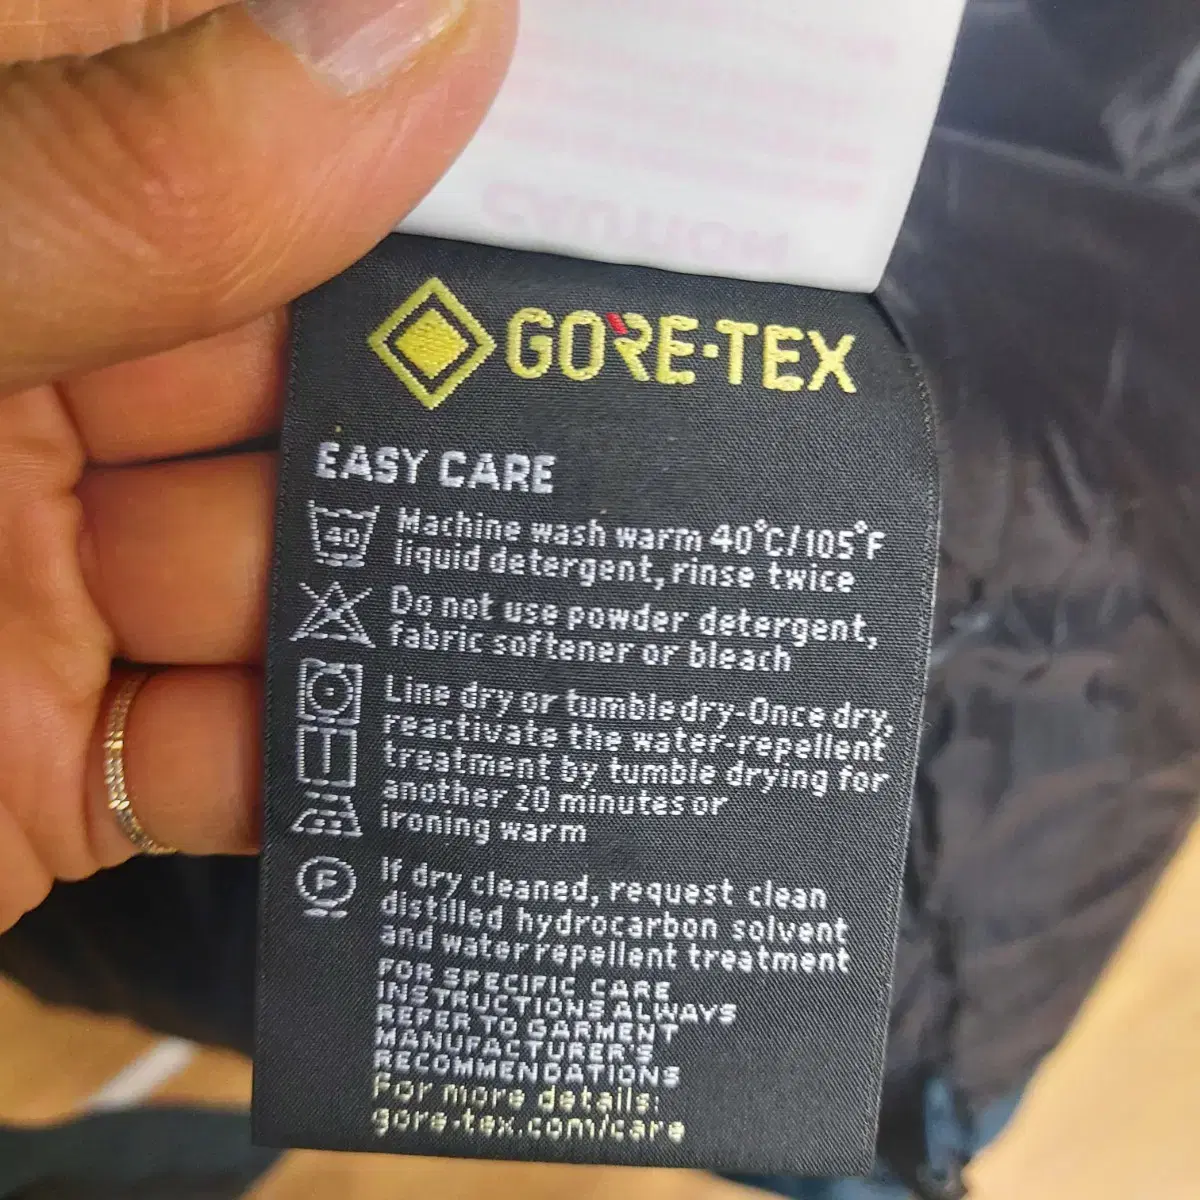 CAUTION
GORE-TEX
EASY CARE
40
Machine wash warm 40°C/105°F
liquid detergent, rinse twice
Do not use powder detergent,
fabric softener or bleach
Line dry or tumble dry-Once dry,
reactivate the water-repellent
treatment by tumble drying for
another 20 minutes or
ironing warm
F
If dry cleaned, request clean
distilled hydrocarbon solvent
and water repellent treatment
FOR SPECIFIC CARE
INSTRUCTIONS ALWAYS
REFER TO GARMENT
MANUFACTURER'S
RECOMMENDATIONS
For more details:
gore-tex.com/care